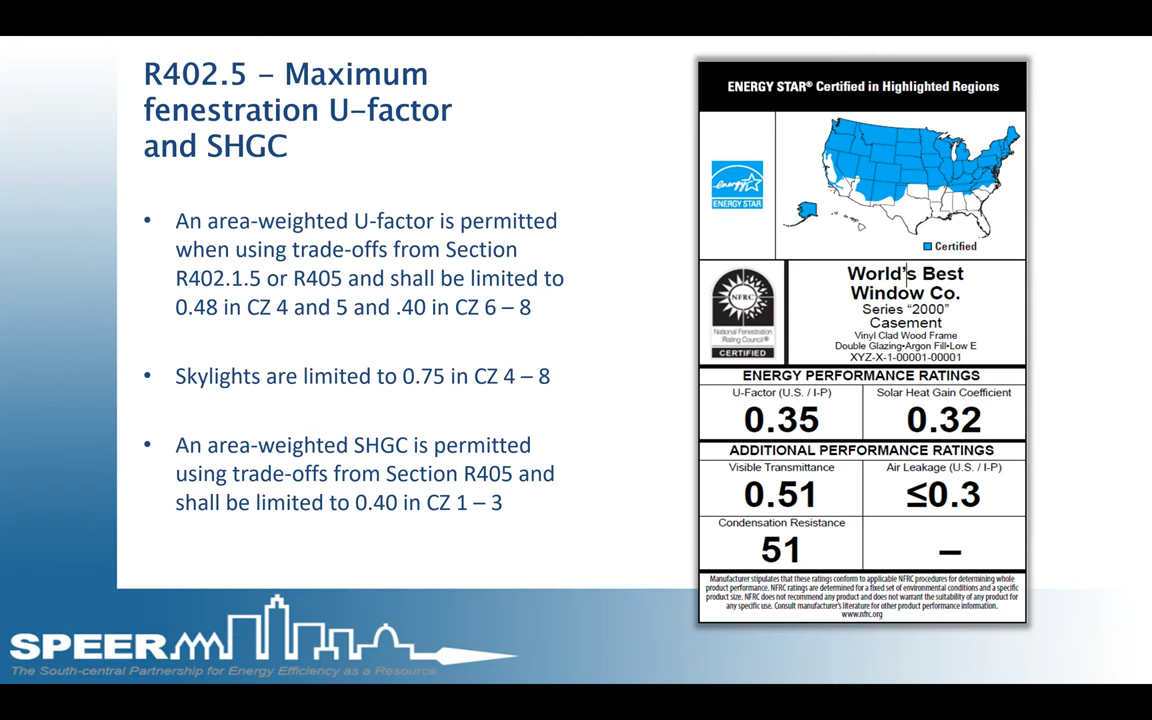 R402.5 – Maximum
fenestration U–factor
and SHGC
• An area-weighted U-factor is permitted
when using trade-offs from Section
R402.1.5 or R405 and shall be limited to
0.48 in CZ 4 and 5 and .40 in CZ 6 – 8
• Skylights are limited to 0.75 in CZ 4 – 8
• An area-weighted SHGC is permitted
using trade-offs from Section R405 and
shall be limited to 0.40 in CZ 1 – 3
ENERGY STAR® Certified in Highlighted Regions
energy
ENERGY STAR
Certified
NFRC
National Fenestration
Rating Council®
CERTIFIED
World's Best
Window Co.
Series “2000”
Casement
Vinyl Clad Wood Frame
Double Glazing•Argon Fill•Low E
XYZ-X-1-00001-00001
ENERGY PERFORMANCE RATINGS
U-Factor (U.S. / I-P)
Solar Heat Gain Coefficient
0.35
0.32
ADDITIONAL PERFORMANCE RATINGS
Visible Transmittance
Air Leakage (U.S. / I-P)
0.51
≤0.3
Condensation Resistance
51
–
Manufacturer stipulates that these ratings conform to applicable NFRC procedures for determining whole
product performance. NFRC ratings are determined for a fixed set of environmental conditions and a specific
product size. NFRC does not recommend any product and does not warrant the suitability of any product for
any specific use. Consult manufacturer's literature for other product performance information.
www.nfrc.org
SPEER
The South-central Partnership for Energy Efficiency as a Resource